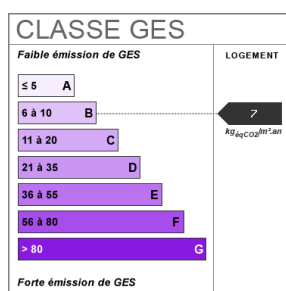 CLASSE GES
Faible émission de GES
LOGEMENT
≤ 5 A
6 à 10 B
7
kgéqCO2/m².an
11 à 20 C
21 à 35 D
36 à 55 E
56 à 80 F
> 80 G
Forte émission de GES